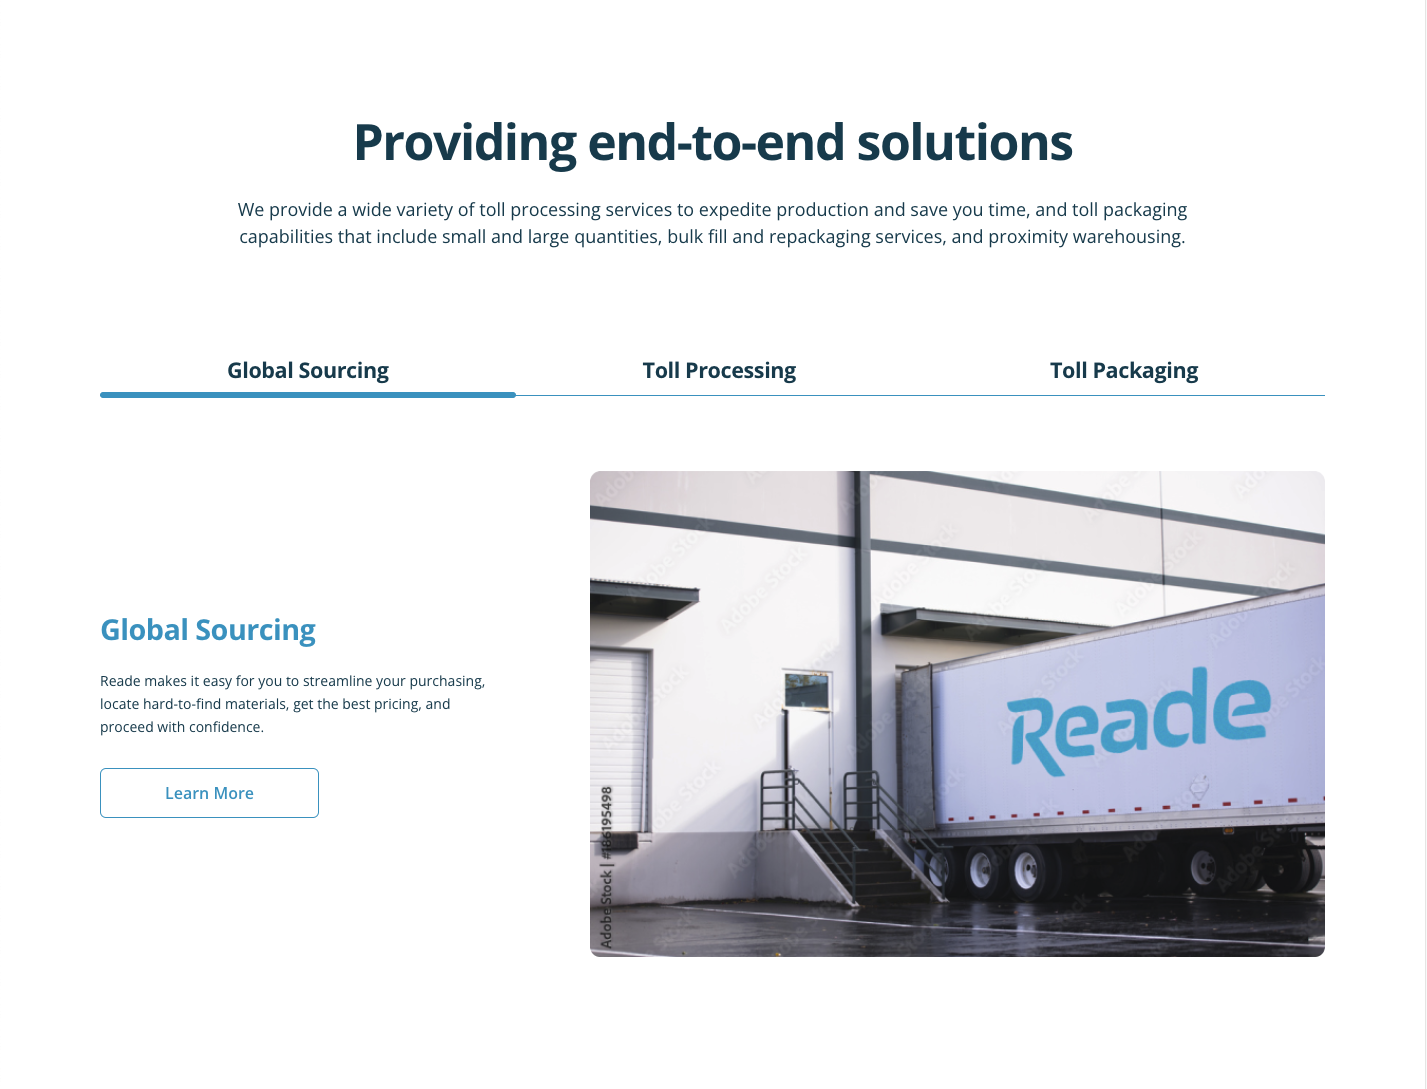 Providing end-to-end solutions
We provide a wide variety of toll processing services to expedite production and save you time, and toll packaging
capabilities that include small and large quantities, bulk fill and repackaging services, and proximity warehousing.
Global Sourcing
Toll Processing
Toll Packaging
Global Sourcing
Reade makes it easy for you to streamline your purchasing,
locate hard-to-find materials, get the best pricing, and
proceed with confidence.
Learn More
Reade
Adobe Stock | #186195498